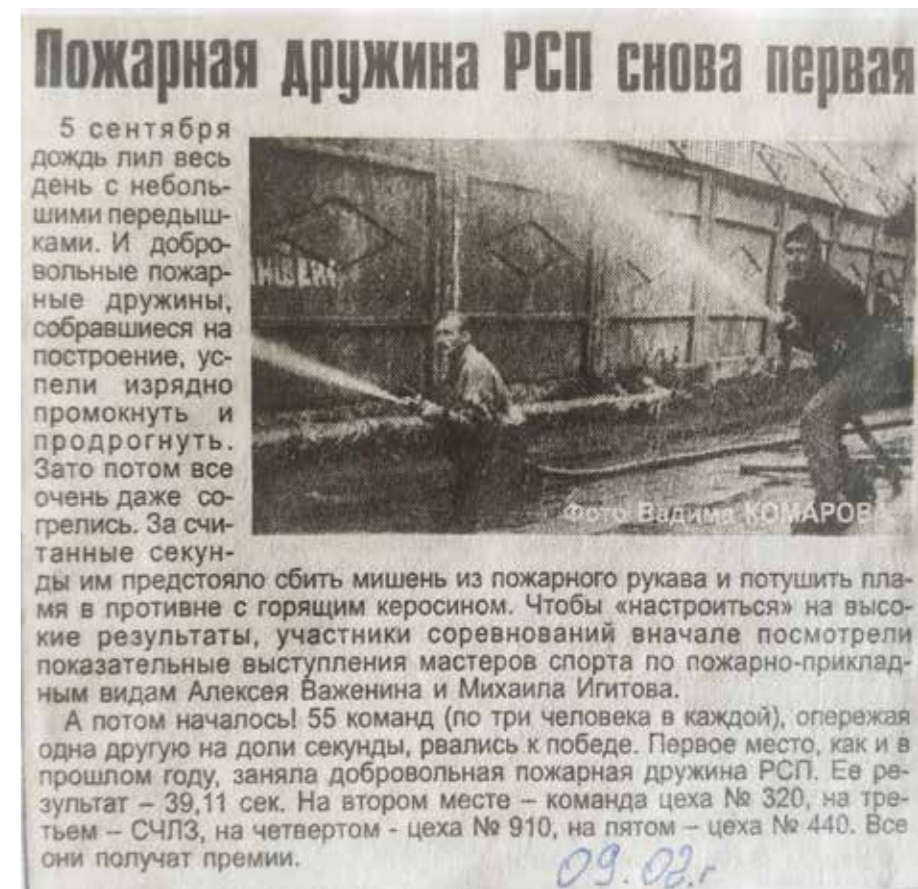 Пожарная дружина РСП снова первая
5 сентября
дождь лил весь
день с неболь-
шими передыш-
ками. И добро-
вольные пожар-
ные дружины,
собравшиеся на
построение, ус-
пели изрядно
промокнуть и
продрогнуть.
Зато потом все
очень даже со-
грелись. За счи-
танные секун-
ды им предстояло сбить мишень из пожарного рукава и потушить пла-
мя в противне с горящим керосином. Чтобы «настроиться» на высо-
кие результаты, участники соревнований вначале посмотрели
показательные выступления мастеров спорта по пожарно-приклад-
ным видам Алексея Важенина и Михаила Игитова.
А потом началось! 55 команд (по три человека в каждой), опережая
одна другую на доли секунды, рвались к победе. Первое место, как и в
прошлом году, заняла добровольная пожарная дружина РСП. Ее ре-
зультат – 39,11 сек. На втором месте – команда цеха № 320, на тре-
тьем – СЧЛЗ, на четвертом - цеха № 910, на пятом – цеха № 440. Все
они получат премии.
Фото Вадима КОМАРОВА
09.02.г